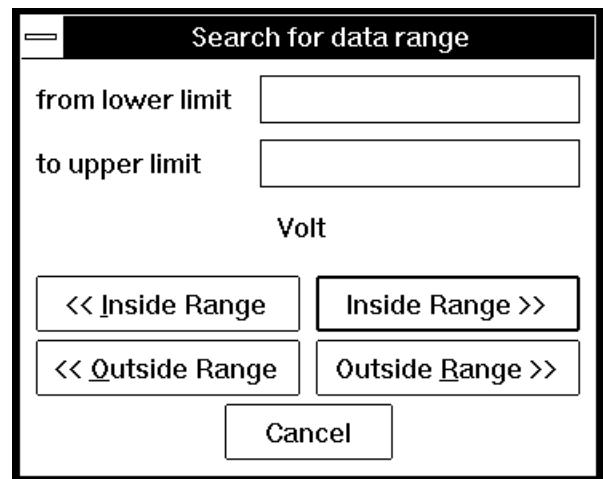 Search for data range
from lower limit
to upper limit
Volt
<< Inside Range Inside Range >>
<< Outside Range Outside Range >>
Cancel